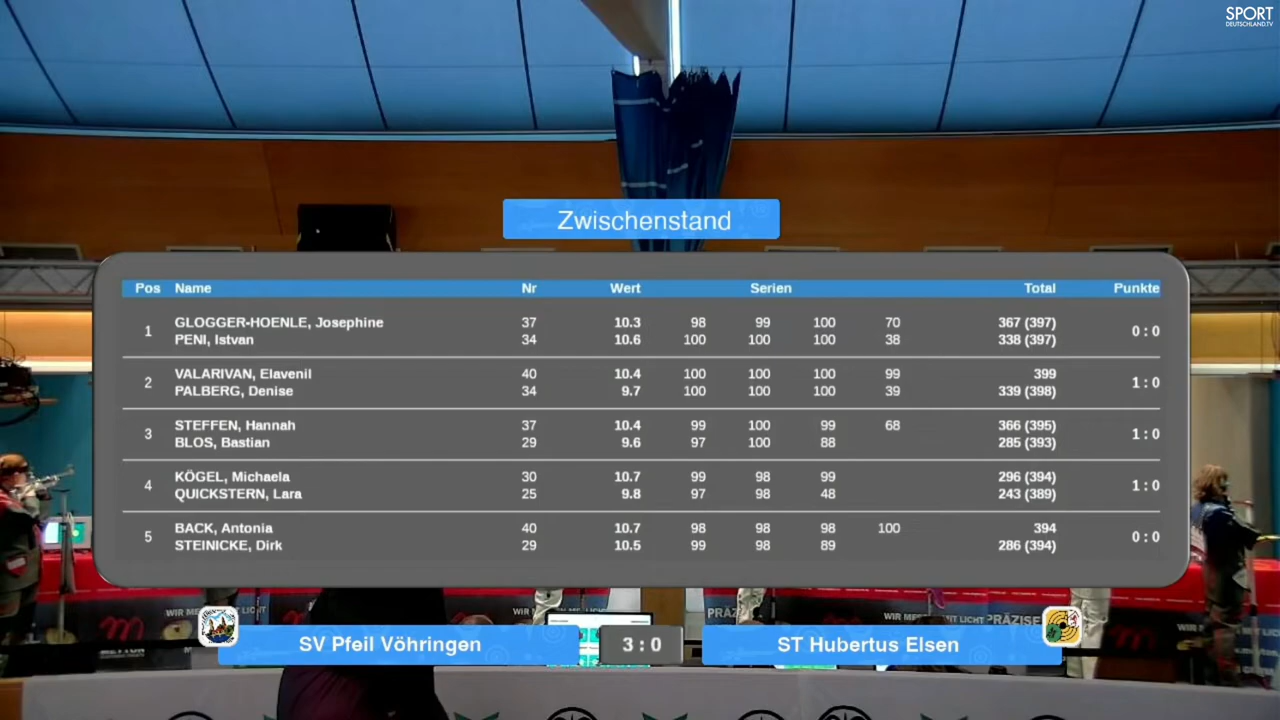 SPORT
DEUTSCHLAND.TV
Zwischenstand
Pos Name Nr Wert Serien Total Punkte
1 GLOGGER-HOENLE, Josephine 37 10.3 98 99 100 70 367 (397) 0 : 0
PENI, Istvan 34 10.6 100 100 100 38 338 (397)
2 VALARIVAN, Elavenil 40 10.4 100 100 100 99 399 1 : 0
PALBERG, Denise 34 9.7 100 100 100 39 339 (398)
3 STEFFEN, Hannah 37 10.4 99 100 99 68 366 (395) 1 : 0
BLOS, Bastian 29 9.6 97 100 88 285 (393)
4 KÖGEL, Michaela 30 10.7 99 98 99 296 (394) 1 : 0
QUICKSTERN, Lara 25 9.8 97 98 48 243 (389)
5 BACK, Antonia 40 10.7 98 98 98 100 394 0 : 0
STEINICKE, Dirk 29 10.5 99 98 89 286 (394)
SV Pfeil Vöhringen 3 : 0 ST Hubertus Elsen